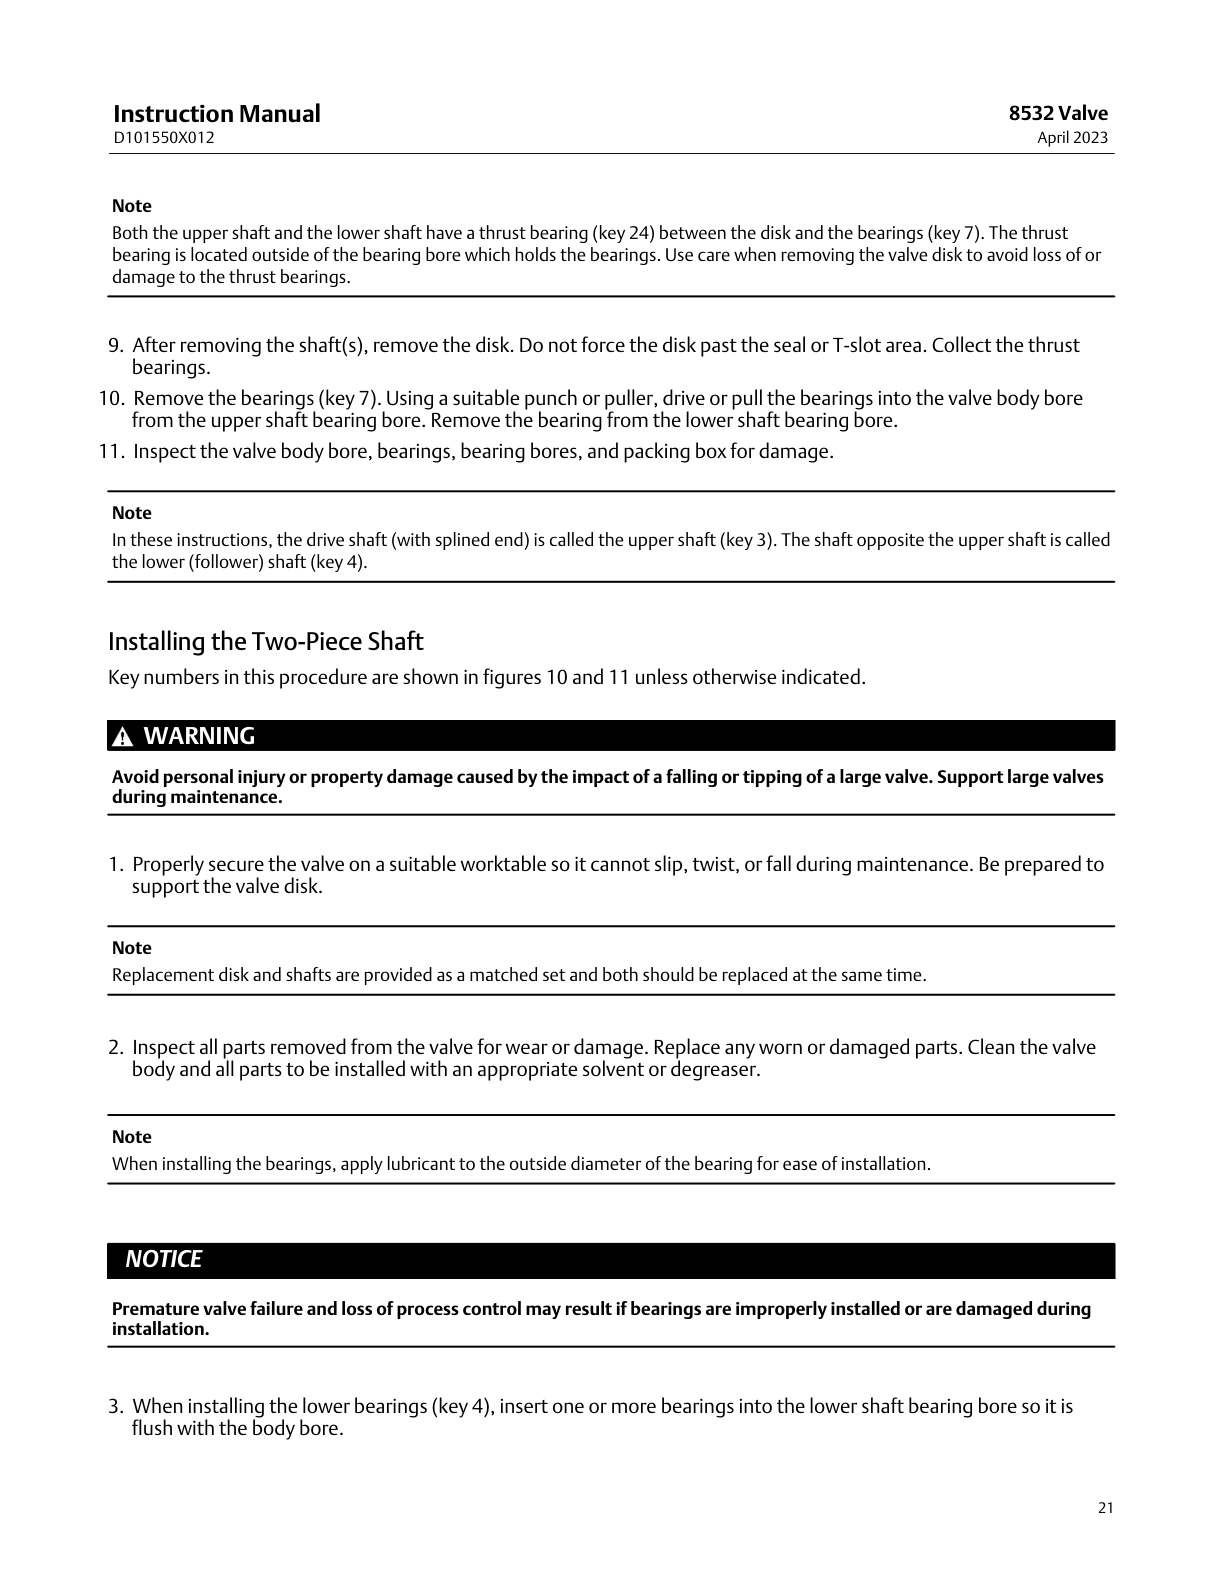 Instruction Manual
D101550X012
8532 Valve
April 2023
Note
Both the upper shaft and the lower shaft have a thrust bearing (key 24) between the disk and the bearings (key 7). The thrust
bearing is located outside of the bearing bore which holds the bearings. Use care when removing the valve disk to avoid loss of or
damage to the thrust bearings.
9. After removing the shaft(s), remove the disk. Do not force the disk past the seal or T-slot area. Collect the thrust
bearings.
10. Remove the bearings (key 7). Using a suitable punch or puller, drive or pull the bearings into the valve body bore
from the upper shaft bearing bore. Remove the bearing from the lower shaft bearing bore.
11. Inspect the valve body bore, bearings, bearing bores, and packing box for damage.
Note
In these instructions, the drive shaft (with splined end) is called the upper shaft (key 3). The shaft opposite the upper shaft is called
the lower (follower) shaft (key 4).
Installing the Two-Piece Shaft
Key numbers in this procedure are shown in figures 10 and 11 unless otherwise indicated.
WARNING
Avoid personal injury or property damage caused by the impact of a falling or tipping of a large valve. Support large valves
during maintenance.
1. Properly secure the valve on a suitable worktable so it cannot slip, twist, or fall during maintenance. Be prepared to
support the valve disk.
Note
Replacement disk and shafts are provided as a matched set and both should be replaced at the same time.
2. Inspect all parts removed from the valve for wear or damage. Replace any worn or damaged parts. Clean the valve
body and all parts to be installed with an appropriate solvent or degreaser.
Note
When installing the bearings, apply lubricant to the outside diameter of the bearing for ease of installation.
NOTICE
Premature valve failure and loss of process control may result if bearings are improperly installed or are damaged during
installation.
3. When installing the lower bearings (key 4), insert one or more bearings into the lower shaft bearing bore so it is
flush with the body bore.
21